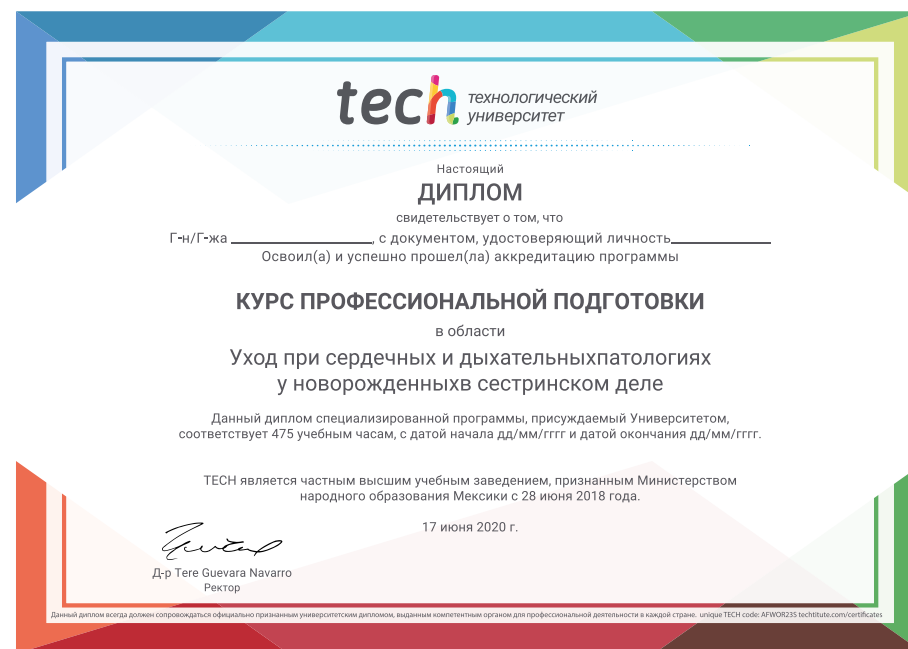 tech технологический
университет
Настоящий
ДИПЛОМ
свидетельствует о том, что
Г-н/Г-жа ____________________, с документом, удостоверяющий личность______________
Освоил(а) и успешно прошел(ла) аккредитацию программы
КУРС ПРОФЕССИОНАЛЬНОЙ ПОДГОТОВКИ
в области
Уход при сердечных и дыхательныхпатологиях
у новорожденныхв сестринском деле
Данный диплом специализированной программы, присуждаемый Университетом,
соответствует 475 учебным часам, с датой начала дд/мм/гггг и датой окончания дд/мм/гггг.
TECH является частным высшим учебным заведением, признанным Министерством
народного образования Мексики с 28 июня 2018 года.
17 июня 2020 г.
Д-р Tere Guevara Navarro
Ректор
Данный диплом всегда должен сопровождаться официально признанным университетским дипломом, выданным компетентным органом для профессиональной деятельности в каждой стране. unique TECH code: AFWOR235 techtitute.com/certificates